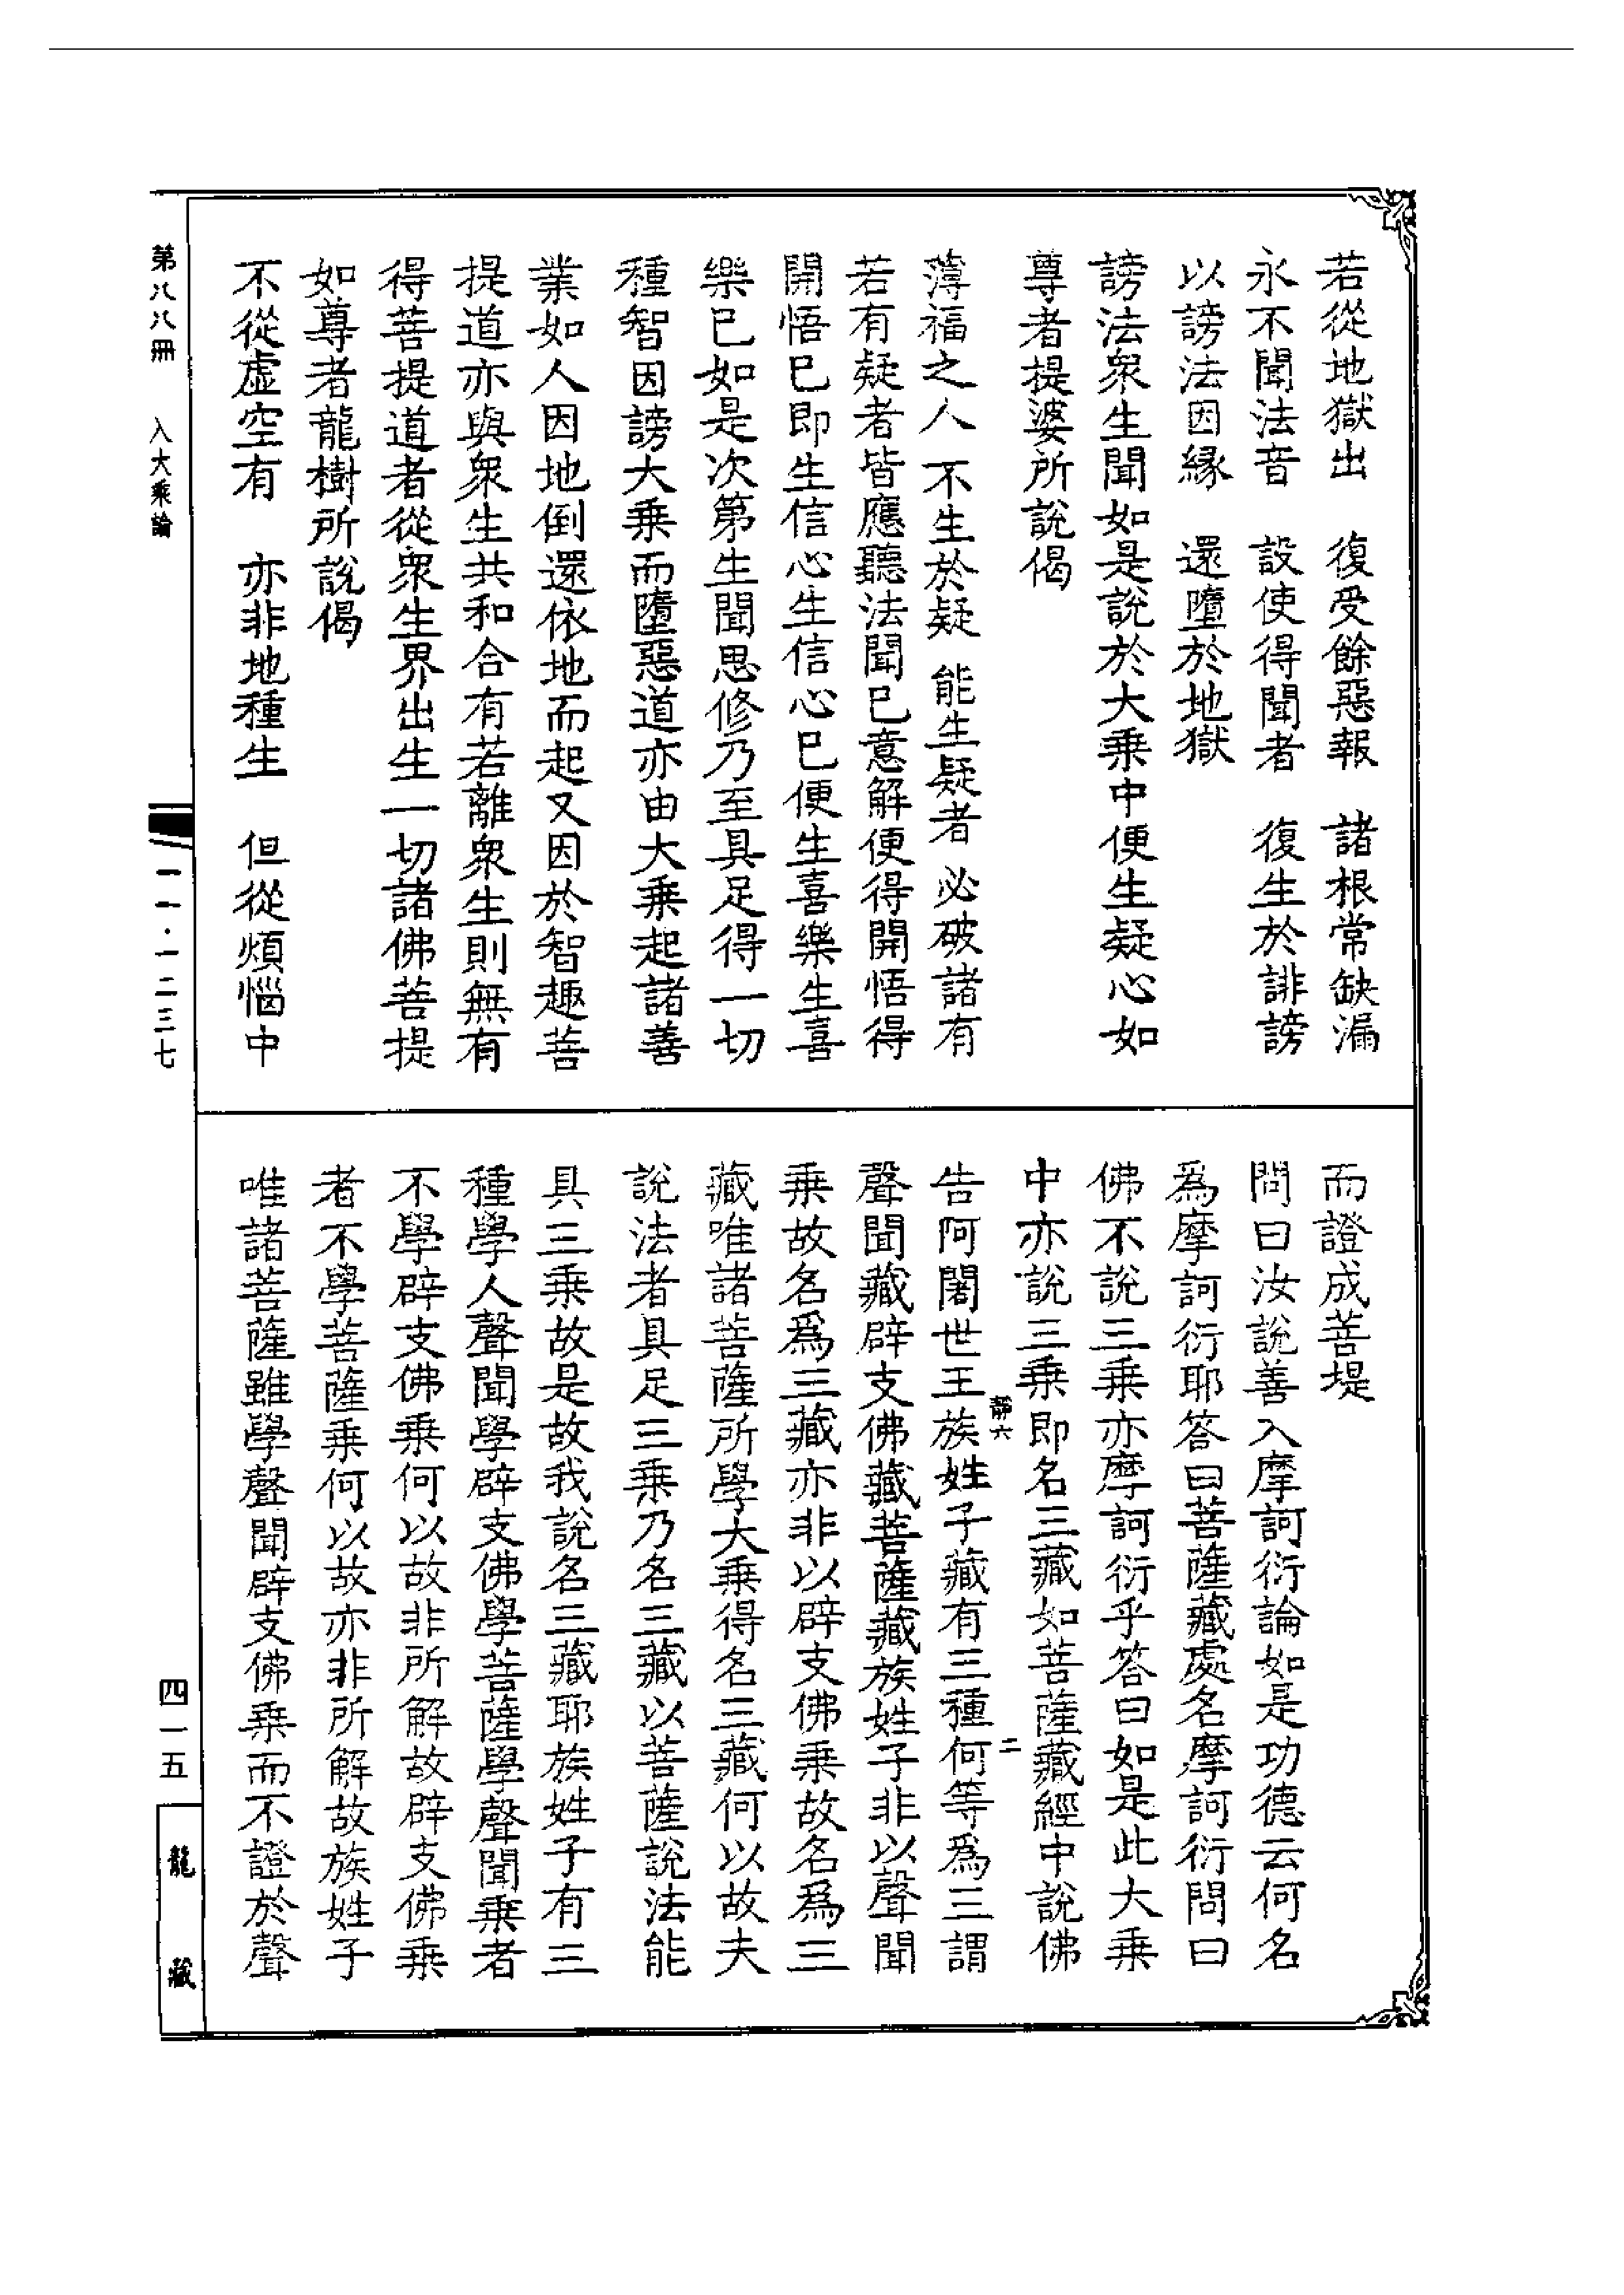 若從地獄出　復受餘惡報　諸根常缺漏
永不聞法音　設使得聞者　復生於誹謗
以謗法因緣　還墮於地獄
謗法衆生聞如是說於大乘中便生疑心如
尊者提婆所說偈
薄福之人　不生於疑　能生疑者　必破諸有
若有疑者皆應聽法聞已意解便得開悟得
開悟已即生信心生信心已便生喜樂生喜
樂已如是次第生聞思修乃至具足得一切
種智因謗大乘而墮惡道亦由大乘起諸善
業如人因地倒還依地而起又因於智趣菩
提道亦與衆生共和合有若離衆生則無有
得菩提道者從衆生界出生一切諸佛菩提
如尊者龍樹所說偈
不從虛空有　亦非地種生　但從煩惱中
而證成菩提
問曰汝說善入摩訶衍論如是功德云何名
爲摩訶衍耶答曰菩薩藏處名摩訶衍問曰
佛不說三乘亦摩訶衍乎答曰如是此大乘
中亦說三乘即名三藏如菩薩藏經中說佛
靜六
二
告阿闍世王族姓子藏有三種何等爲三謂
聲聞藏辟支佛藏菩薩藏族姓子非以聲聞
乘故名爲三藏亦非以辟支佛乘故名爲三
藏唯諸菩薩所學大乘得名三藏何以故夫
說法者具足三乘乃名三藏以菩薩說法能
具三乘故是故我說名三藏耶族姓子有三
種學人聲聞學辟支佛學菩薩學聲聞乘者
不學辟支佛乘何以故非所解故辟支佛乘
者不學菩薩乘何以故亦非所解故族姓子
唯諸菩薩雖學聲聞辟支佛乘而不證於聲
第八八冊　入大乘論
一一·一二三七
四一五
龍藏